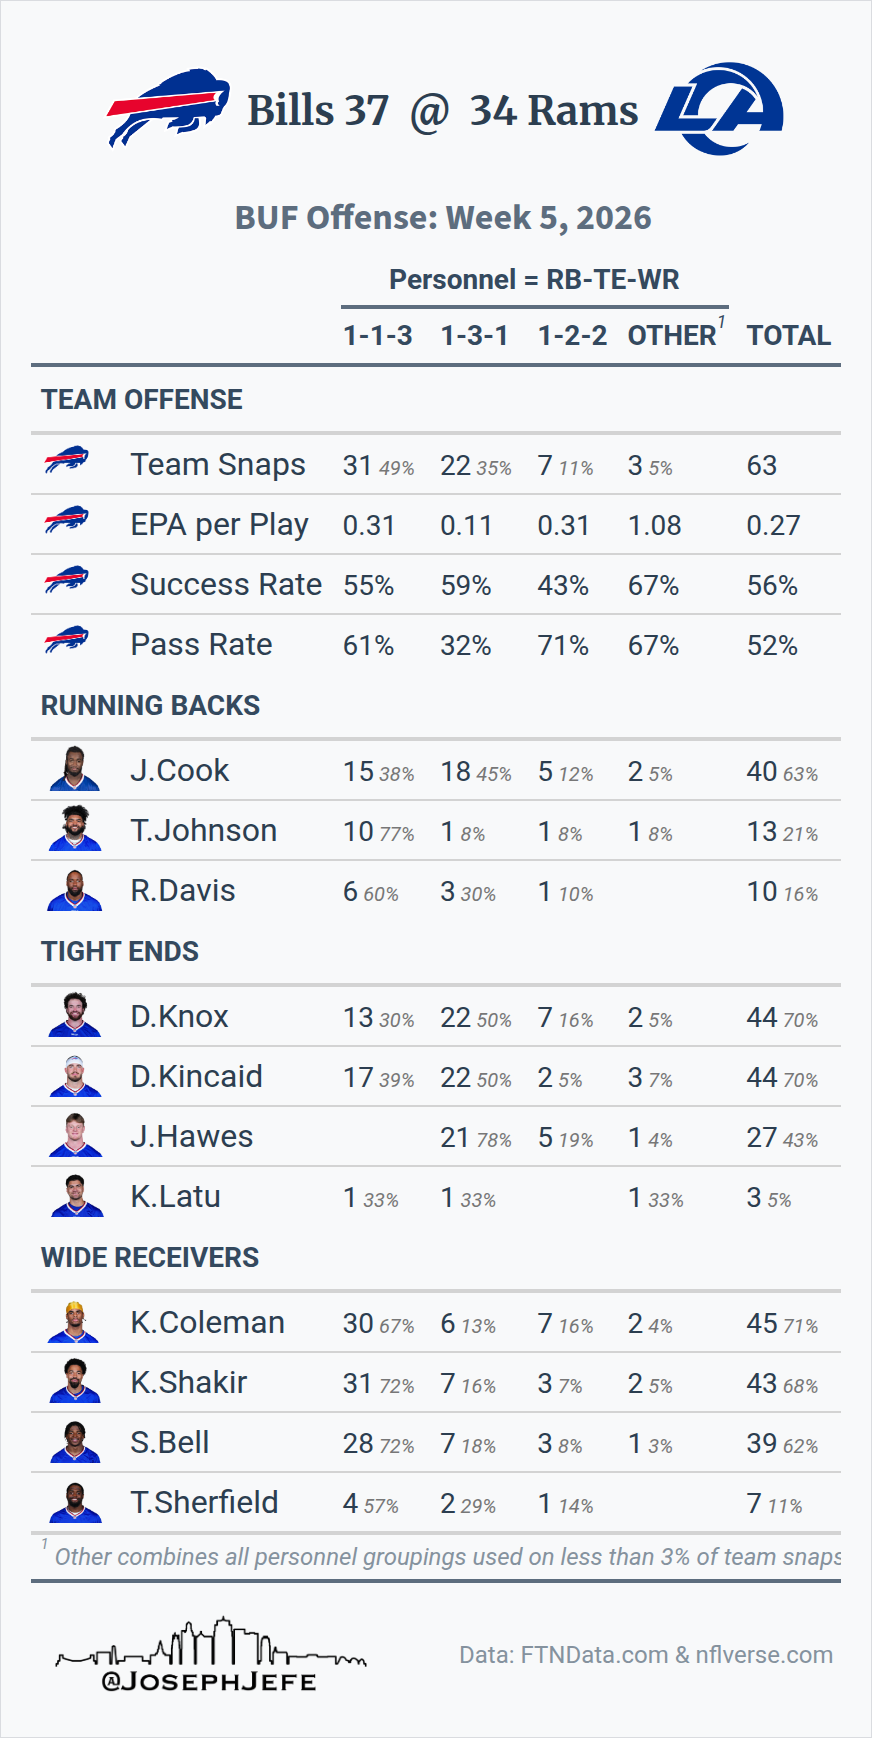 Bills 37 @ 34 Rams
BUF Offense: Week 5, 2026
Personnel = RB-TE-WR
1-1-3 1-3-1 1-2-2 OTHER1 TOTAL
TEAM OFFENSE
Team Snaps 31 49% 22 35% 7 11% 3 5% 63
EPA per Play 0.31 0.11 0.31 1.08 0.27
Success Rate 55% 59% 43% 67% 56%
Pass Rate 61% 32% 71% 67% 52%
RUNNING BACKS
J.Cook 15 38% 18 45% 5 12% 2 5% 40 63%
T.Johnson 10 77% 1 8% 1 8% 1 8% 13 21%
R.Davis 6 60% 3 30% 1 10% 10 16%
TIGHT ENDS
D.Knox 13 30% 22 50% 7 16% 2 5% 44 70%
D.Kincaid 17 39% 22 50% 2 5% 3 7% 44 70%
J.Hawes 21 78% 5 19% 1 4% 27 43%
K.Latu 1 33% 1 33% 1 33% 3 5%
WIDE RECEIVERS
K.Coleman 30 67% 6 13% 7 16% 2 4% 45 71%
K.Shakir 31 72% 7 16% 3 7% 2 5% 43 68%
S.Bell 28 72% 7 18% 3 8% 1 3% 39 62%
T.Sherfield 4 57% 2 29% 1 14% 7 11%
1 Other combines all personnel groupings used on less than 3% of team snaps
@JOSEPHJEFE
Data: FTNData.com & nflverse.com